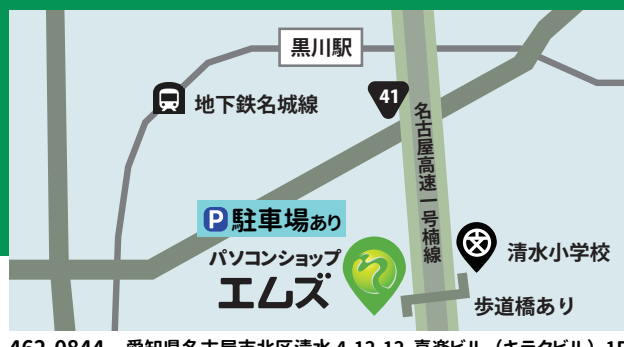 黒川駅
地下鉄名城線
41
名古屋高速一号楠線
P駐車場あり
パソコンショップ
エムズ
清水小学校
歩道橋あり
462-0844 愛知県名古屋市北区清水 4-12-12 喜楽ビル（キラクビル）1F